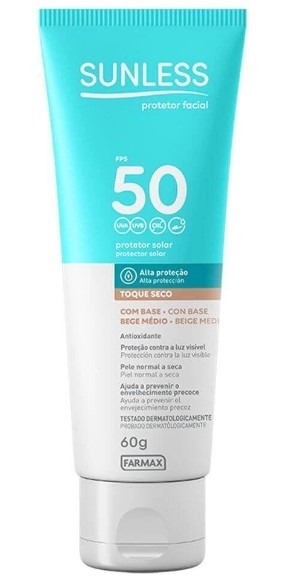 SUNLESS
protetor facial
FPS
50
UVA UVB OIL
protetor solar
protector solar
Alta proteção
Alta protección
TOQUE SECO
COM BASE • CON BASE
BEGE MÉDIO • BEIGE MEDI
Antioxidante
Proteção contra a luz visível
Protección contra la luz visible
Pele normal a seca
Piel normal a seca
Ajuda a prevenir o
envelhecimento precoce
Ayuda a prevenir el
envejecimiento precoz
TESTADO DERMATOLOGICAMENTE
PROBADO DERMATOLÓGICAMENTE
60g
FARMAX